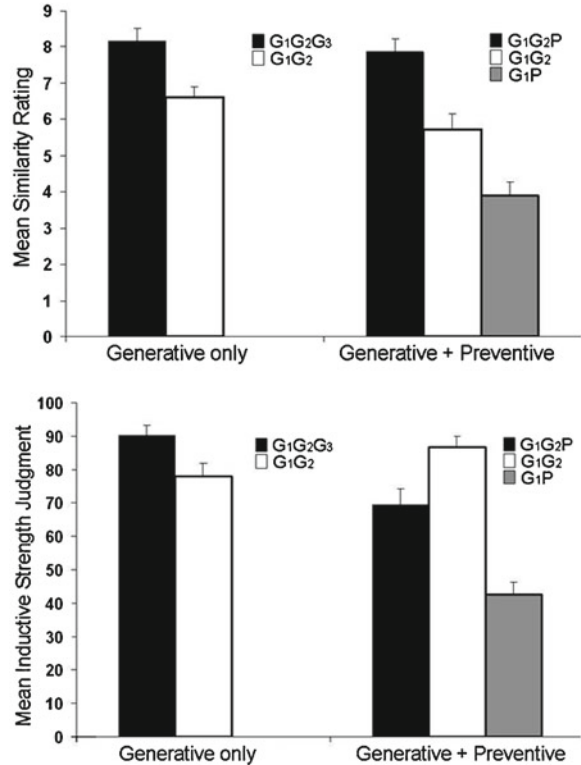 Mean Similarity Rating
9
8
7
6
5
4
3
2
1
0
G1G2G3
G1G2
G1G2P
G1G2
G1P
Generative only
Generative + Preventive
Mean Inductive Strength Judgment
100
90
80
70
60
50
40
30
20
10
0
G1G2G3
G1G2
G1G2P
G1G2
G1P
Generative only
Generative + Preventive